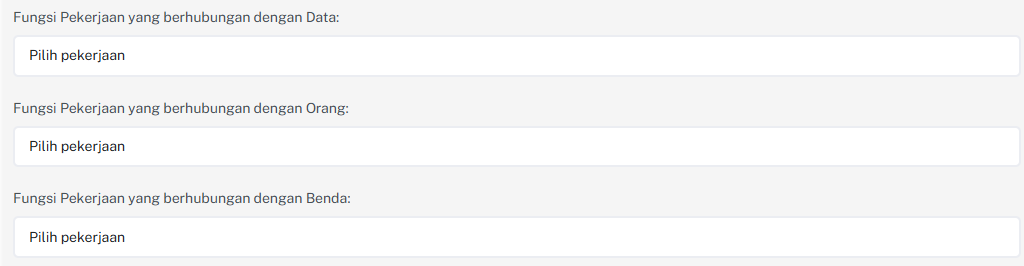 Fungsi Pekerjaan yang berhubungan dengan Data:
Pilih pekerjaan
Fungsi Pekerjaan yang berhubungan dengan Orang:
Pilih pekerjaan
Fungsi Pekerjaan yang berhubungan dengan Benda:
Pilih pekerjaan